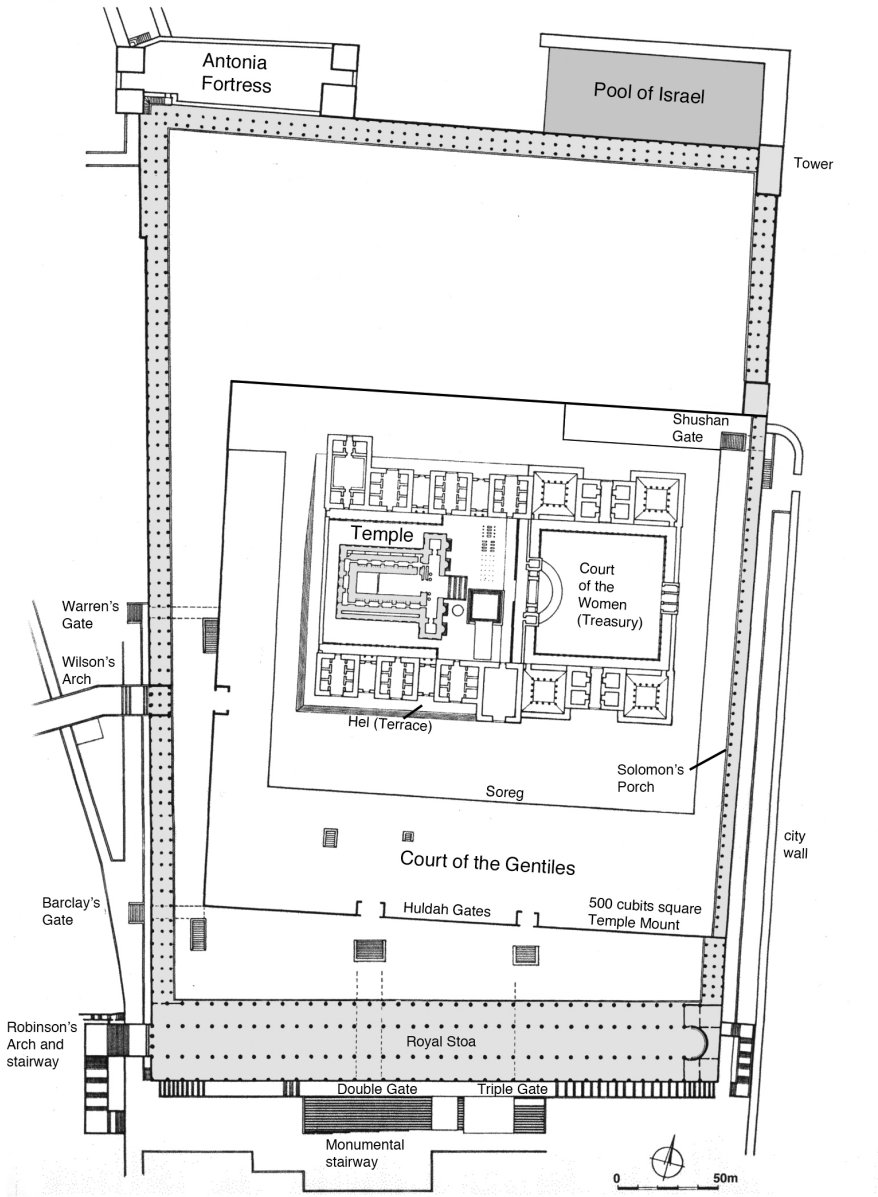 Antonia
Fortress
Pool of Israel
Tower
Shushan
Gate
Temple
Court
of the
Women
(Treasury)
Warren's
Gate
Wilson's
Arch
Hel (Terrace)
Solomon's
Porch
Soreg
city
wall
Court of the Gentiles
Barclay's
Gate
Huldah Gates
500 cubits square
Temple Mount
Robinson's
Arch and
stairway
Royal Stoa
Double Gate
Triple Gate
Monumental
stairway
0
50m